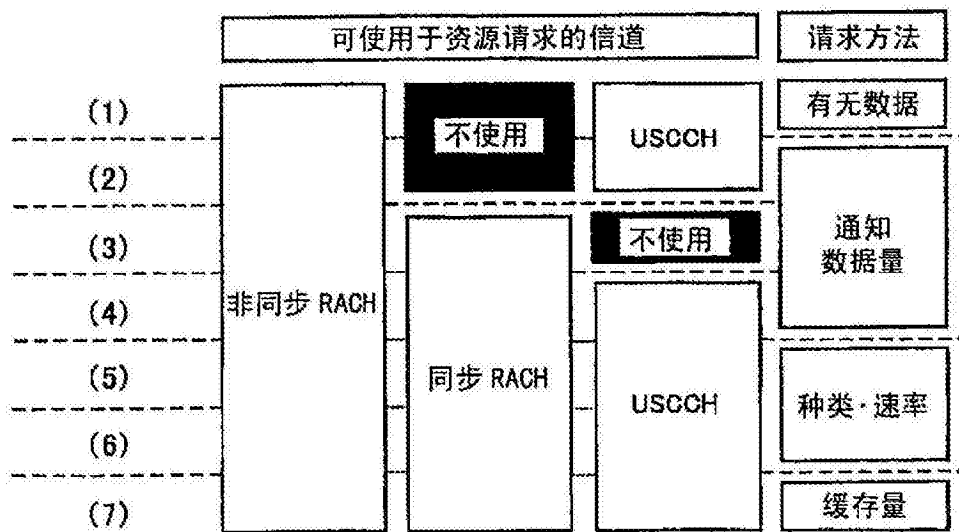 可使用于资源请求的信道 请求方法
(1) 不使用 USCCH 有无数据
(2)
(3) 不使用 通知
数据量
(4) 非同步 RACH
(5) 同步 RACH USCCH 种类·速率
(6)
(7) 缓存量